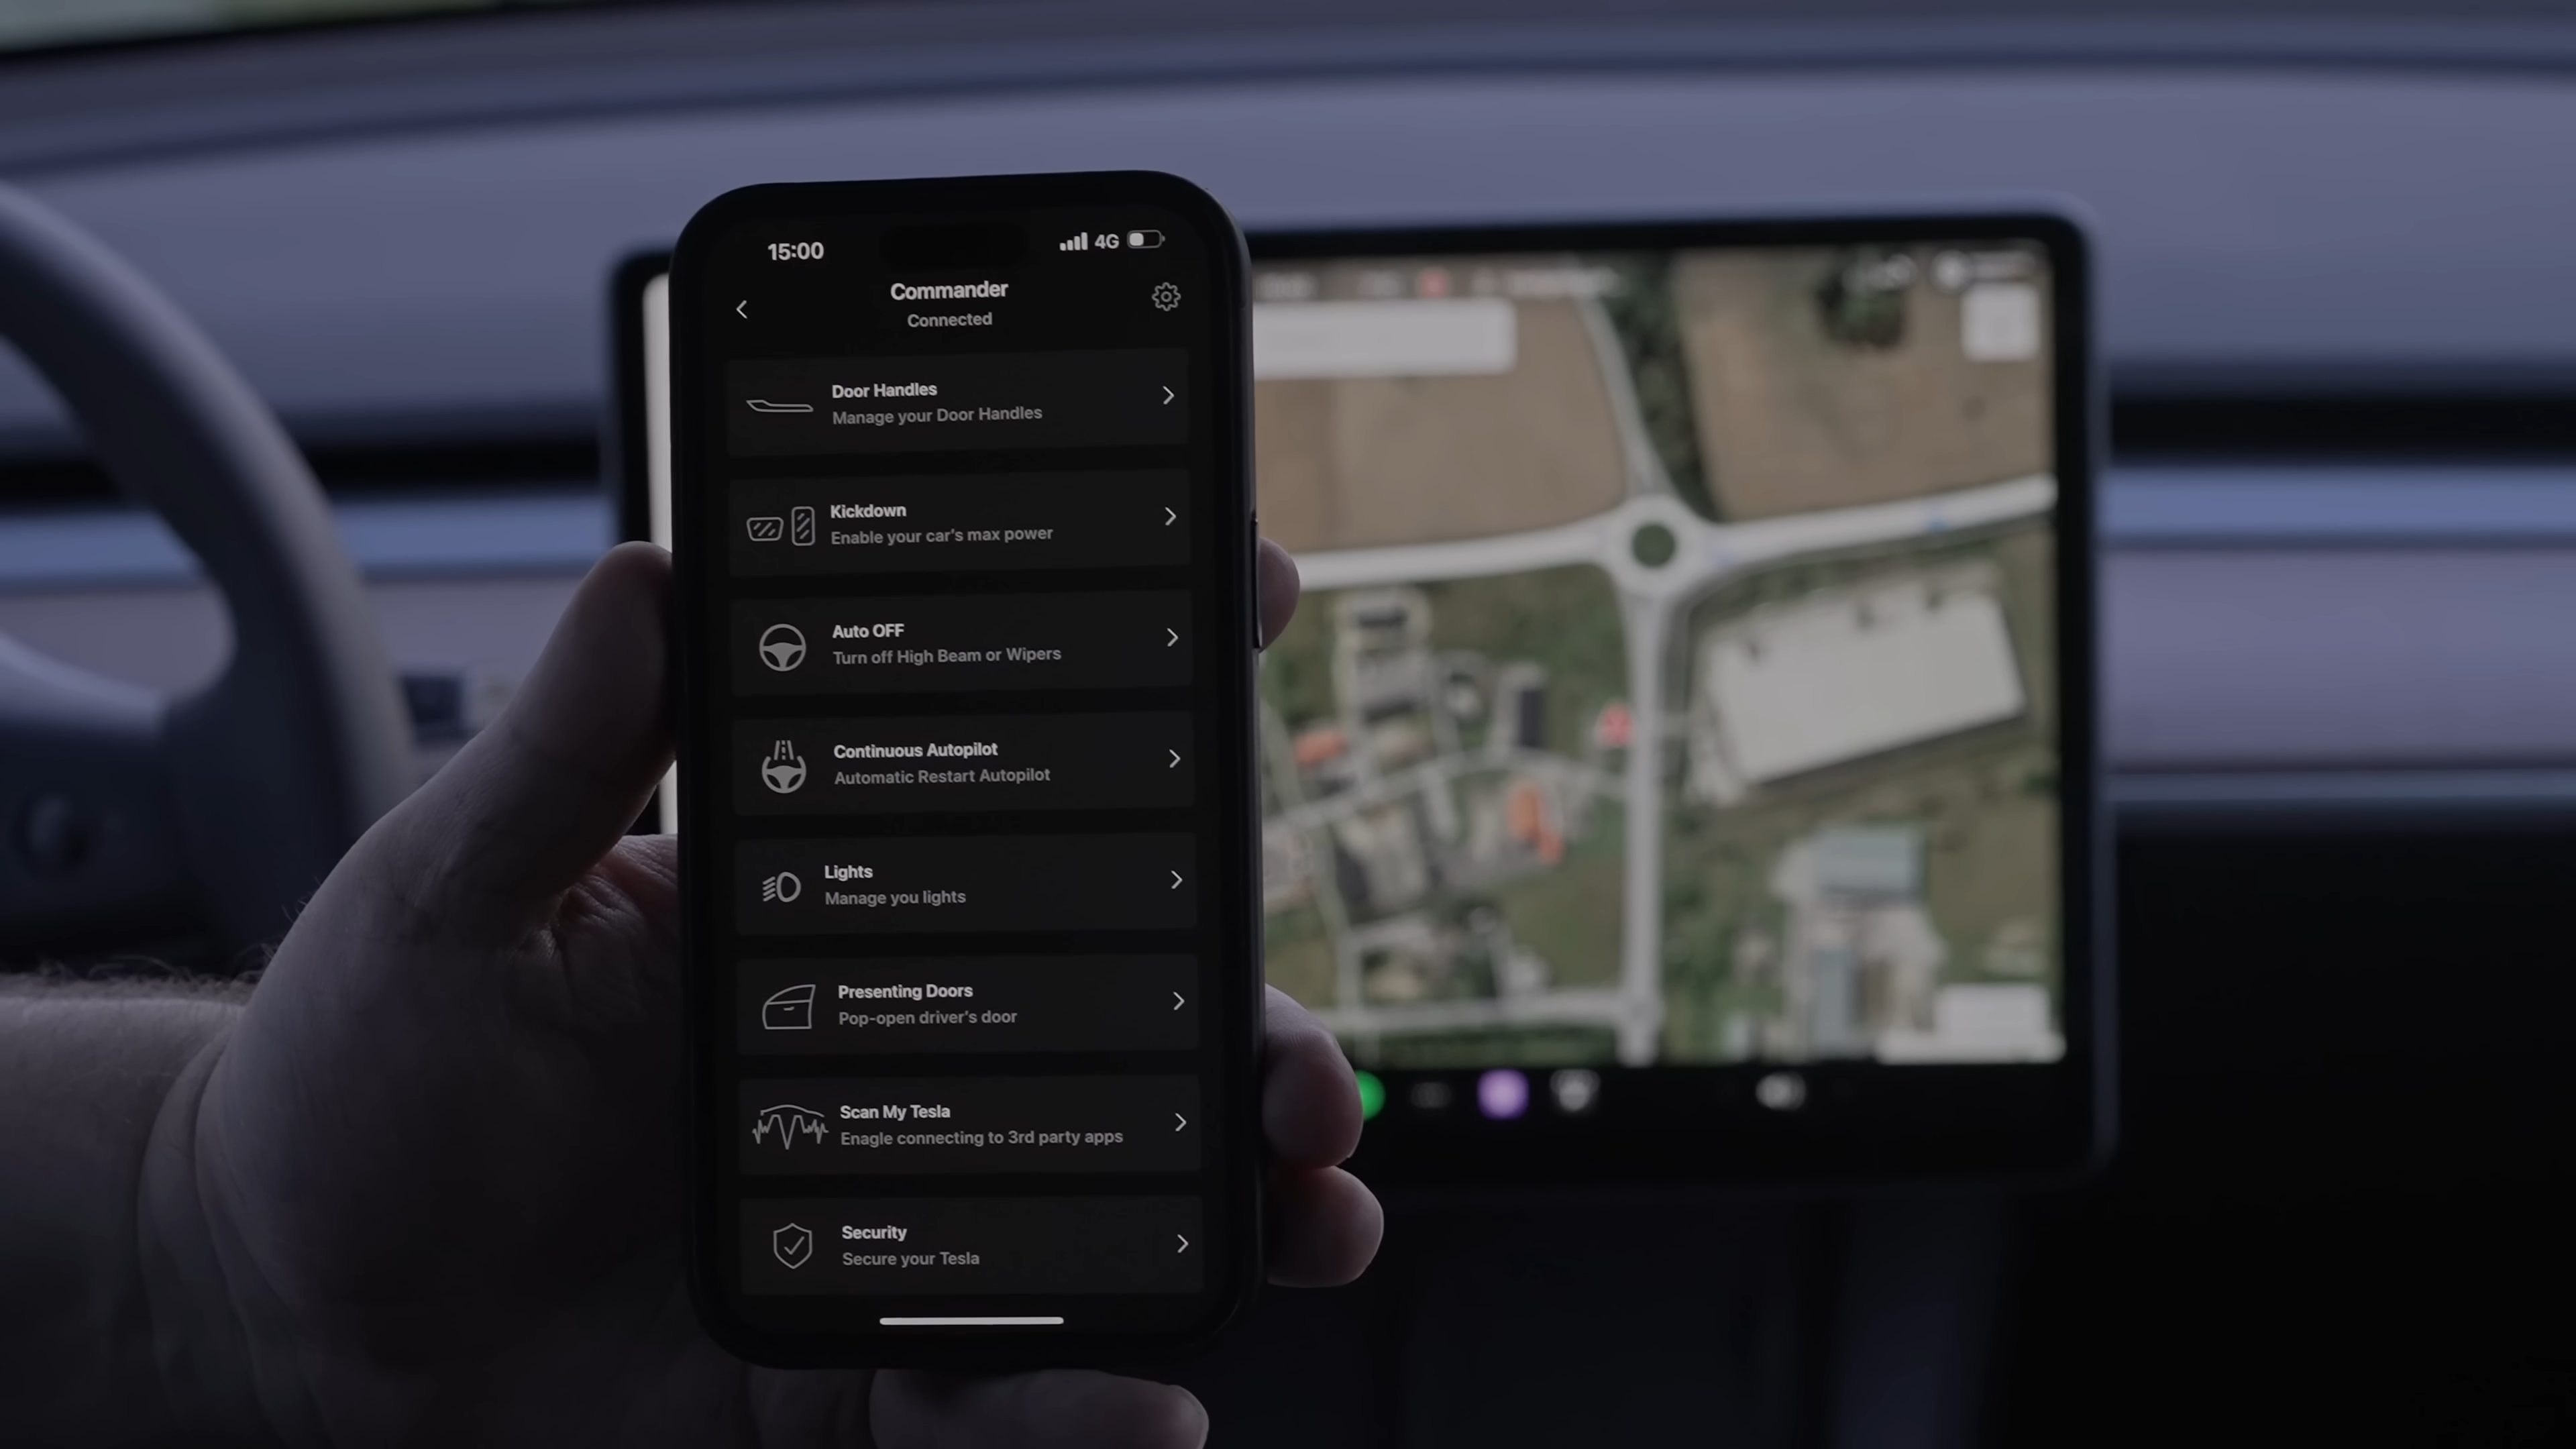 15:00
4G
Commander
Connected
Door Handles
Manage your Door Handles
Kickdown
Enable your car's max power
Auto OFF
Turn off High Beam or Wipers
Continuous Autopilot
Automatic Restart Autopilot
Lights
Manage you lights
Presenting Doors
Pop-open driver's door
Scan My Tesla
Enagle connecting to 3rd party apps
Security
Secure your Tesla